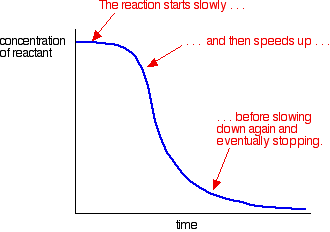 The reaction starts slowly . . .
concentration
of reactant
. . . and then speeds up . . .
. . . before slowing
down again and
eventually stopping.
time